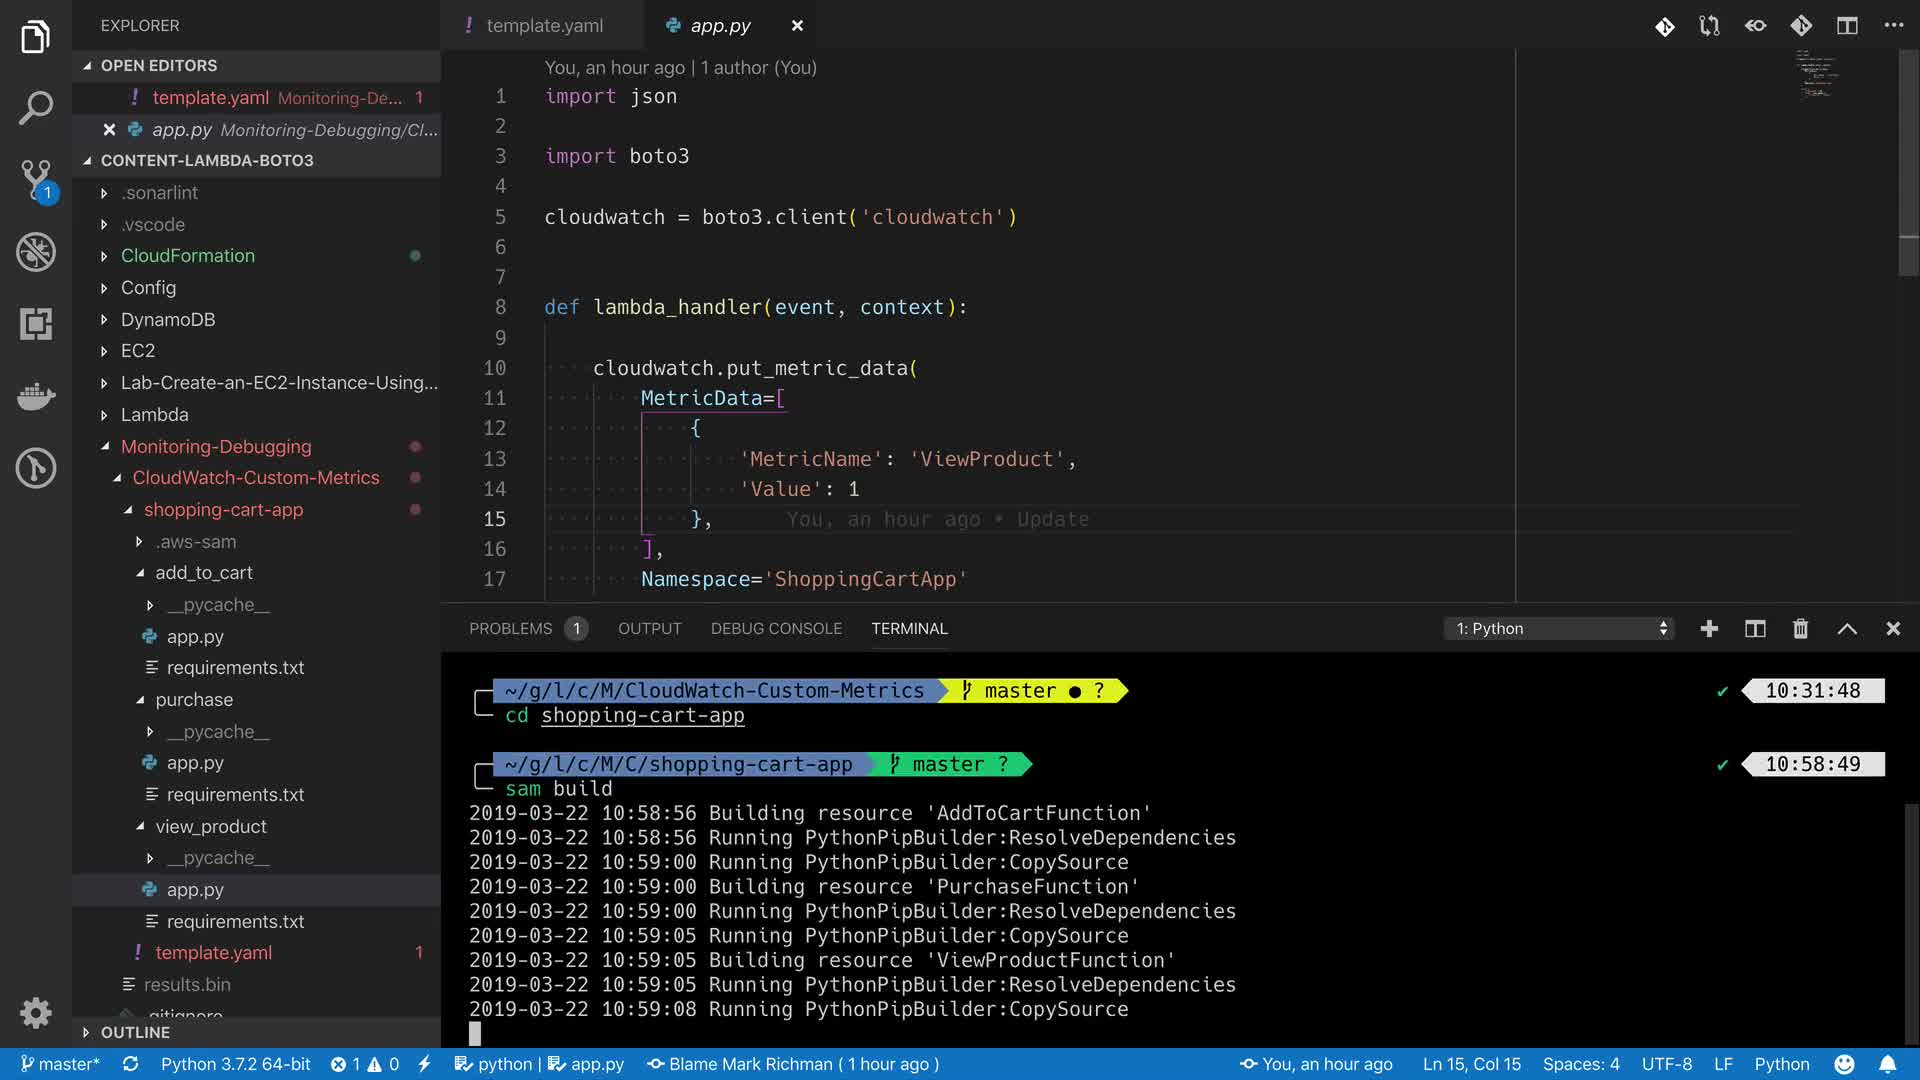 EXPLORER
OPEN EDITORS
! template.yaml Monitoring-De... 1
app.py Monitoring-Debugging/Cl...
CONTENT-LAMBDA-BOTO3
.sonarlint
.vscode
CloudFormation
Config
DynamoDB
EC2
Lab-Create-an-EC2-Instance-Using...
Lambda
Monitoring-Debugging
CloudWatch-Custom-Metrics
shopping-cart-app
.aws-sam
add_to_cart
__pycache__
app.py
requirements.txt
purchase
__pycache__
app.py
requirements.txt
view_product
__pycache__
app.py
requirements.txt
! template.yaml 1
results.bin
.gitignore
OUTLINE
1
! template.yaml
app.py
You, an hour ago | 1 author (You)
1 import json
2
3 import boto3
4
5 cloudwatch = boto3.client('cloudwatch')
6
7
8 def lambda_handler(event, context):
9
10 cloudwatch.put_metric_data(
11 MetricData=[
12 {
13 'MetricName': 'ViewProduct',
14 'Value': 1
15 }, You, an hour ago • Update
16 ],
17 Namespace='ShoppingCartApp'
PROBLEMS 1 OUTPUT DEBUG CONSOLE TERMINAL 1: Python
~/g/l/c/M/CloudWatch-Custom-Metrics master ● ? ✔ 10:31:48
cd shopping-cart-app
~/g/l/c/M/C/shopping-cart-app master ? ✔ 10:58:49
sam build
2019-03-22 10:58:56 Building resource 'AddToCartFunction'
2019-03-22 10:58:56 Running PythonPipBuilder:ResolveDependencies
2019-03-22 10:59:00 Running PythonPipBuilder:CopySource
2019-03-22 10:59:00 Building resource 'PurchaseFunction'
2019-03-22 10:59:00 Running PythonPipBuilder:ResolveDependencies
2019-03-22 10:59:05 Running PythonPipBuilder:CopySource
2019-03-22 10:59:05 Building resource 'ViewProductFunction'
2019-03-22 10:59:05 Running PythonPipBuilder:ResolveDependencies
2019-03-22 10:59:08 Running PythonPipBuilder:CopySource
master* Python 3.7.2 64-bit 1 0 python | app.py Blame Mark Richman ( 1 hour ago ) You, an hour ago Ln 15, Col 15 Spaces: 4 UTF-8 LF Python